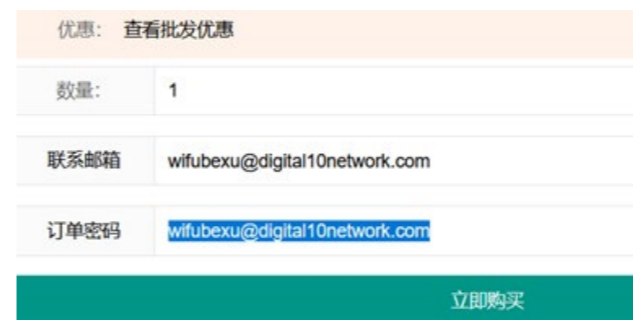 优惠: 查看批发优惠
数量: 1
联系邮箱 wifubexu@digital10network.com
订单密码 wifubexu@digital10network.com
立即购买